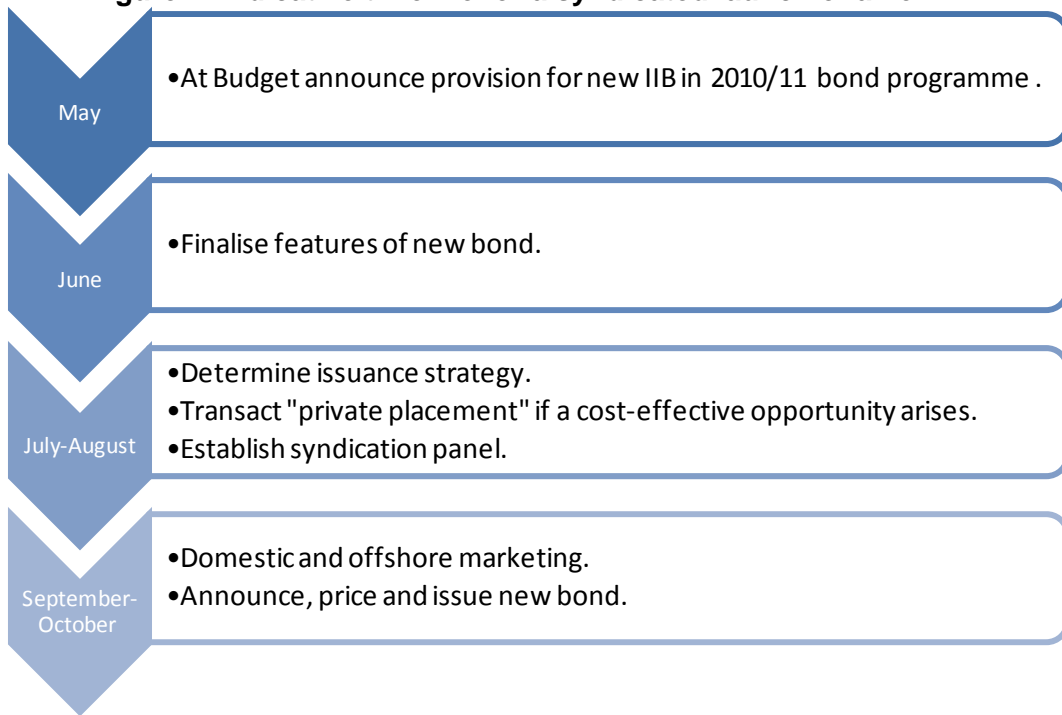 May
•At Budget announce provision for new IIB in 2010/11 bond programme .
June
•Finalise features of new bond.
July-August
•Determine issuance strategy.
•Transact "private placement" if a cost-effective opportunity arises.
•Establish syndication panel.
September-
October
•Domestic and offshore marketing.
•Announce, price and issue new bond.